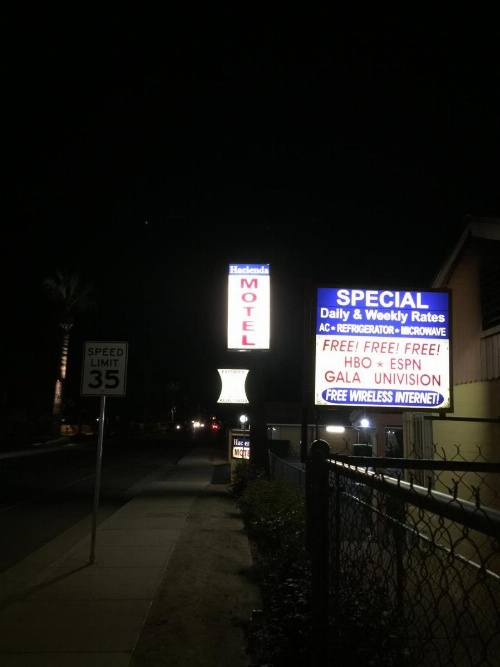 Hacienda
MOTEL
SPECIAL
Daily & Weekly Rates
AC • REFRIGERATOR • MICROWAVE
FREE! FREE! FREE!
HBO ★ ESPN
GALA UNIVISION
FREE WIRELESS INTERNET!
SPEED
LIMIT
35